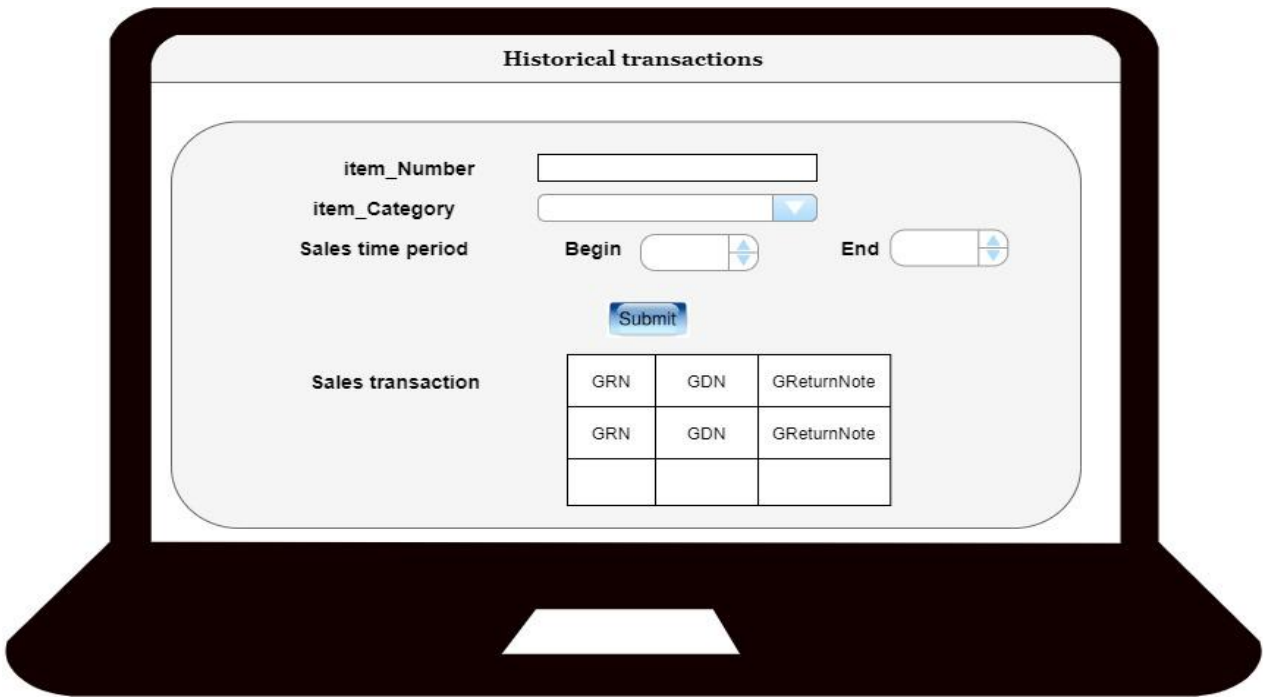 Historical transactions
item_Number
item_Category
Sales time period Begin End
Submit
Sales transaction GRN GDN GReturnNote
GRN GDN GReturnNote